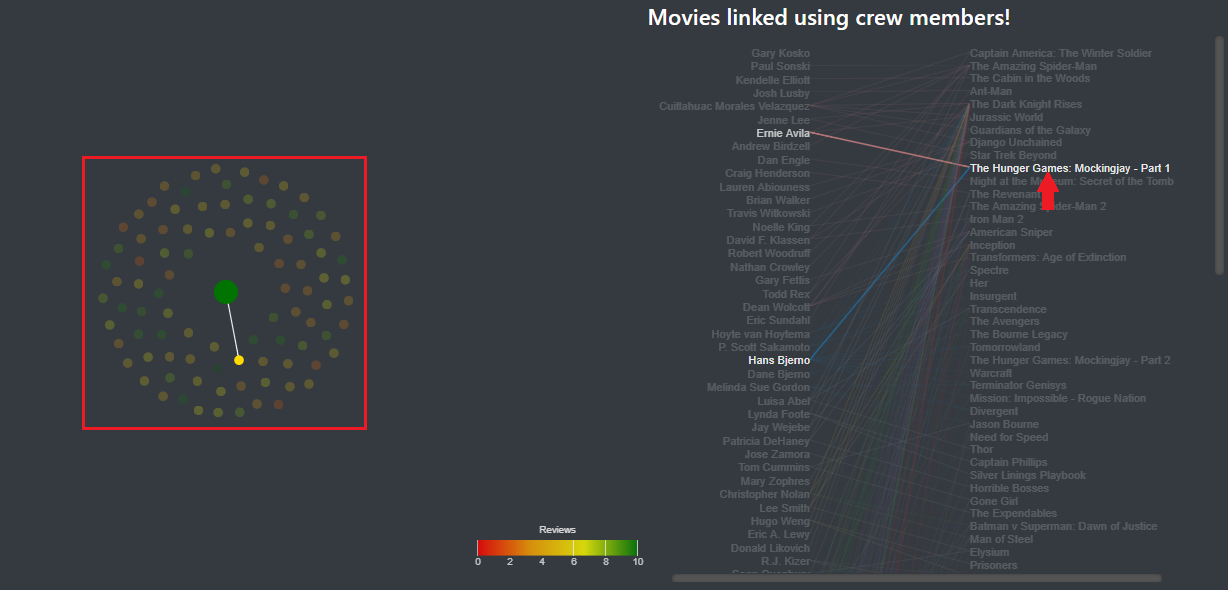 Movies linked using crew members!
Gary Kosko
Paul Sonski
Kendelle Elliott
Josh Lusby
Cuitlahuac Morales Velazquez
Jenne Lee
Ernie Avila
Andrew Birdzell
Dan Engle
Craig Henderson
Lauren Abiouness
Brian Walker
Travis Witkowski
Noelle King
David F. Klassen
Robert Woodruff
Nathan Crowley
Gary Fettis
Todd Rex
Dean Wolcott
Eric Sundahl
Hoyte van Hoytema
P. Scott Sakamoto
Hans Bjerno
Dane Bjerno
Melinda Sue Gordon
Luisa Abel
Lynda Foote
Jay Wejebe
Patricia DeHaney
Jose Zamora
Tom Cummins
Mary Zophres
Christopher Nolan
Lee Smith
Hugo Weng
Eric A. Lewy
Donald Likovich
R.J. Kizer
Captain America: The Winter Soldier
The Amazing Spider-Man
The Cabin in the Woods
Ant-Man
The Dark Knight Rises
Jurassic World
Guardians of the Galaxy
Django Unchained
Star Trek Beyond
The Hunger Games: Mockingjay - Part 1
Night at the Museum: Secret of the Tomb
The Revenant
The Amazing Spider-Man 2
Iron Man 2
American Sniper
Inception
Transformers: Age of Extinction
Spectre
Her
Insurgent
Transcendence
The Avengers
The Bourne Legacy
Tomorrowland
The Hunger Games: Mockingjay - Part 2
Warcraft
Terminator Genisys
Mission: Impossible - Rogue Nation
Divergent
Jason Bourne
Need for Speed
Thor
Captain Phillips
Silver Linings Playbook
Horrible Bosses
Gone Girl
The Expendables
Batman v Superman: Dawn of Justice
Man of Steel
Elysium
Prisoners
Reviews
0 2 4 6 8 10